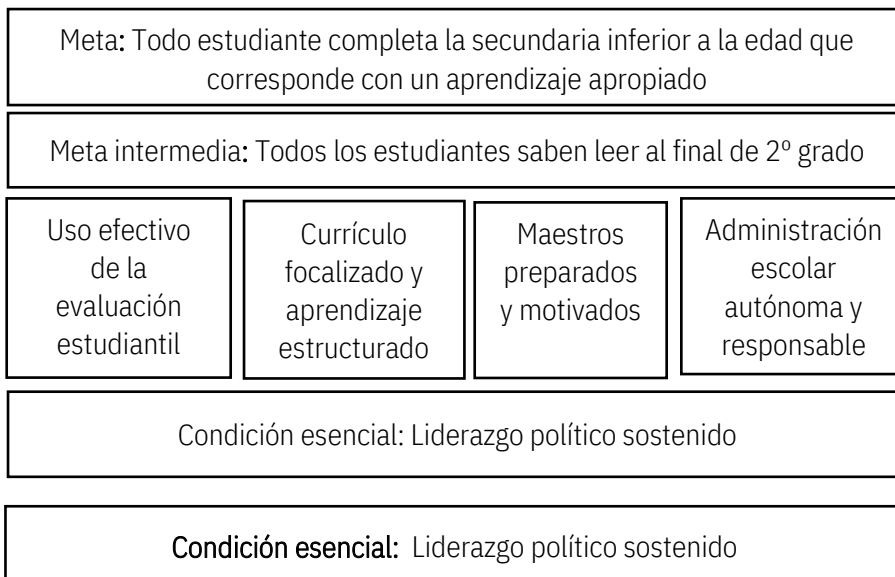 Meta: Todo estudiante completa la secundaria inferior a la edad que
corresponde con un aprendizaje apropiado
Meta intermedia: Todos los estudiantes saben leer al final de 2º grado
Uso efectivo
de la
evaluación
estudiantil
Currículo
focalizado y
aprendizaje
estructurado
Maestros
preparados
y motivados
Administración
escolar
autónoma y
responsable
Condición esencial: Liderazgo político sostenido
Condición esencial: Liderazgo político sostenido